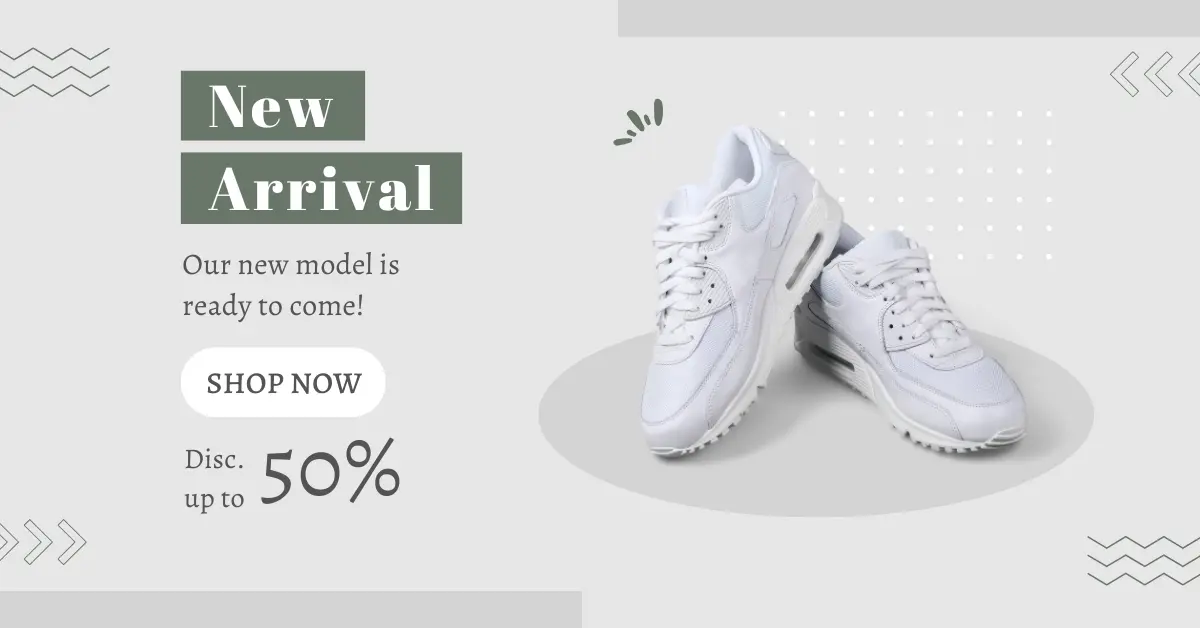 New
Arrival
Our new model is
ready to come!
SHOP NOW
Disc.
up to
50%